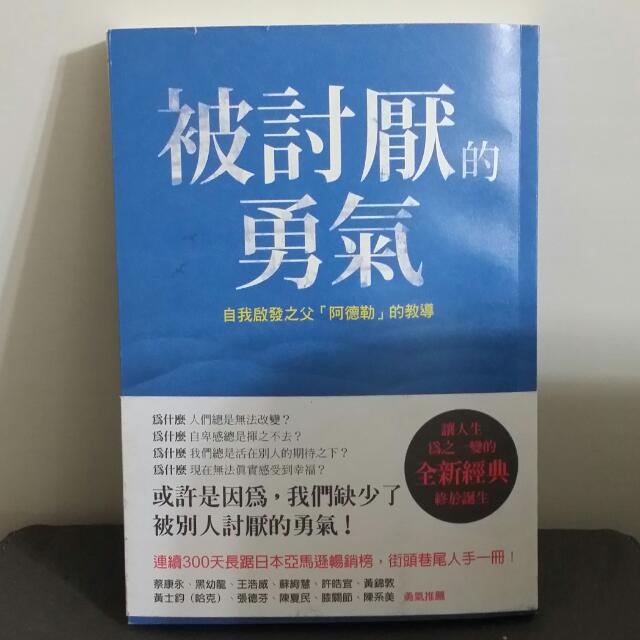 被討厭的
勇氣
自我啟發之父「阿德勒」的教導
為什麼 人們總是無法改變？
為什麼 自卑感總是揮之不去？
為什麼 我們總是活在別人的期待之下？
為什麼 現在無法真實感受到幸福？
或許是因為，我們缺少了
被別人討厭的勇氣！
讓人生
為之一變的
全新經典
終於誕生
連續300天長踞日本亞馬遜暢銷榜，街頭巷尾人手一冊！
蔡康永、黑幼龍、王浩威、蘇絢慧、許皓宜、黃錦敦
黃士鈞（哈克）、張德芬、陳夏民、膝關節、陳系美 勇氣推薦